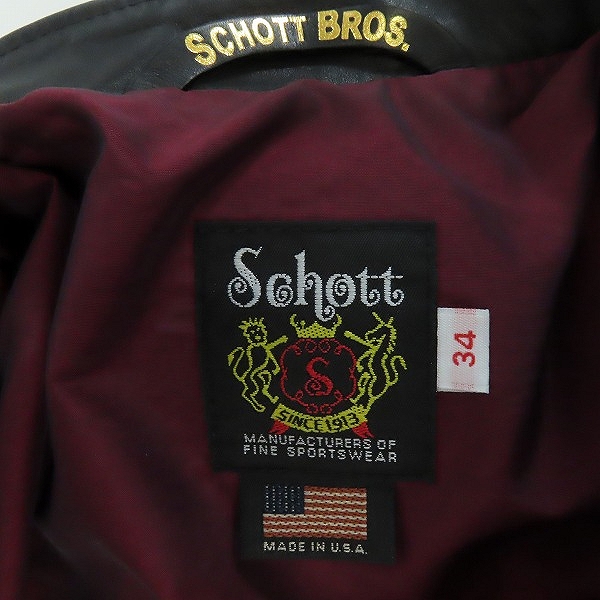 SCHOTT BROS.
Schott
34
S
SINCE 1913
MANUFACTURERS OF
FINE SPORTSWEAR
MADE IN U.S.A.